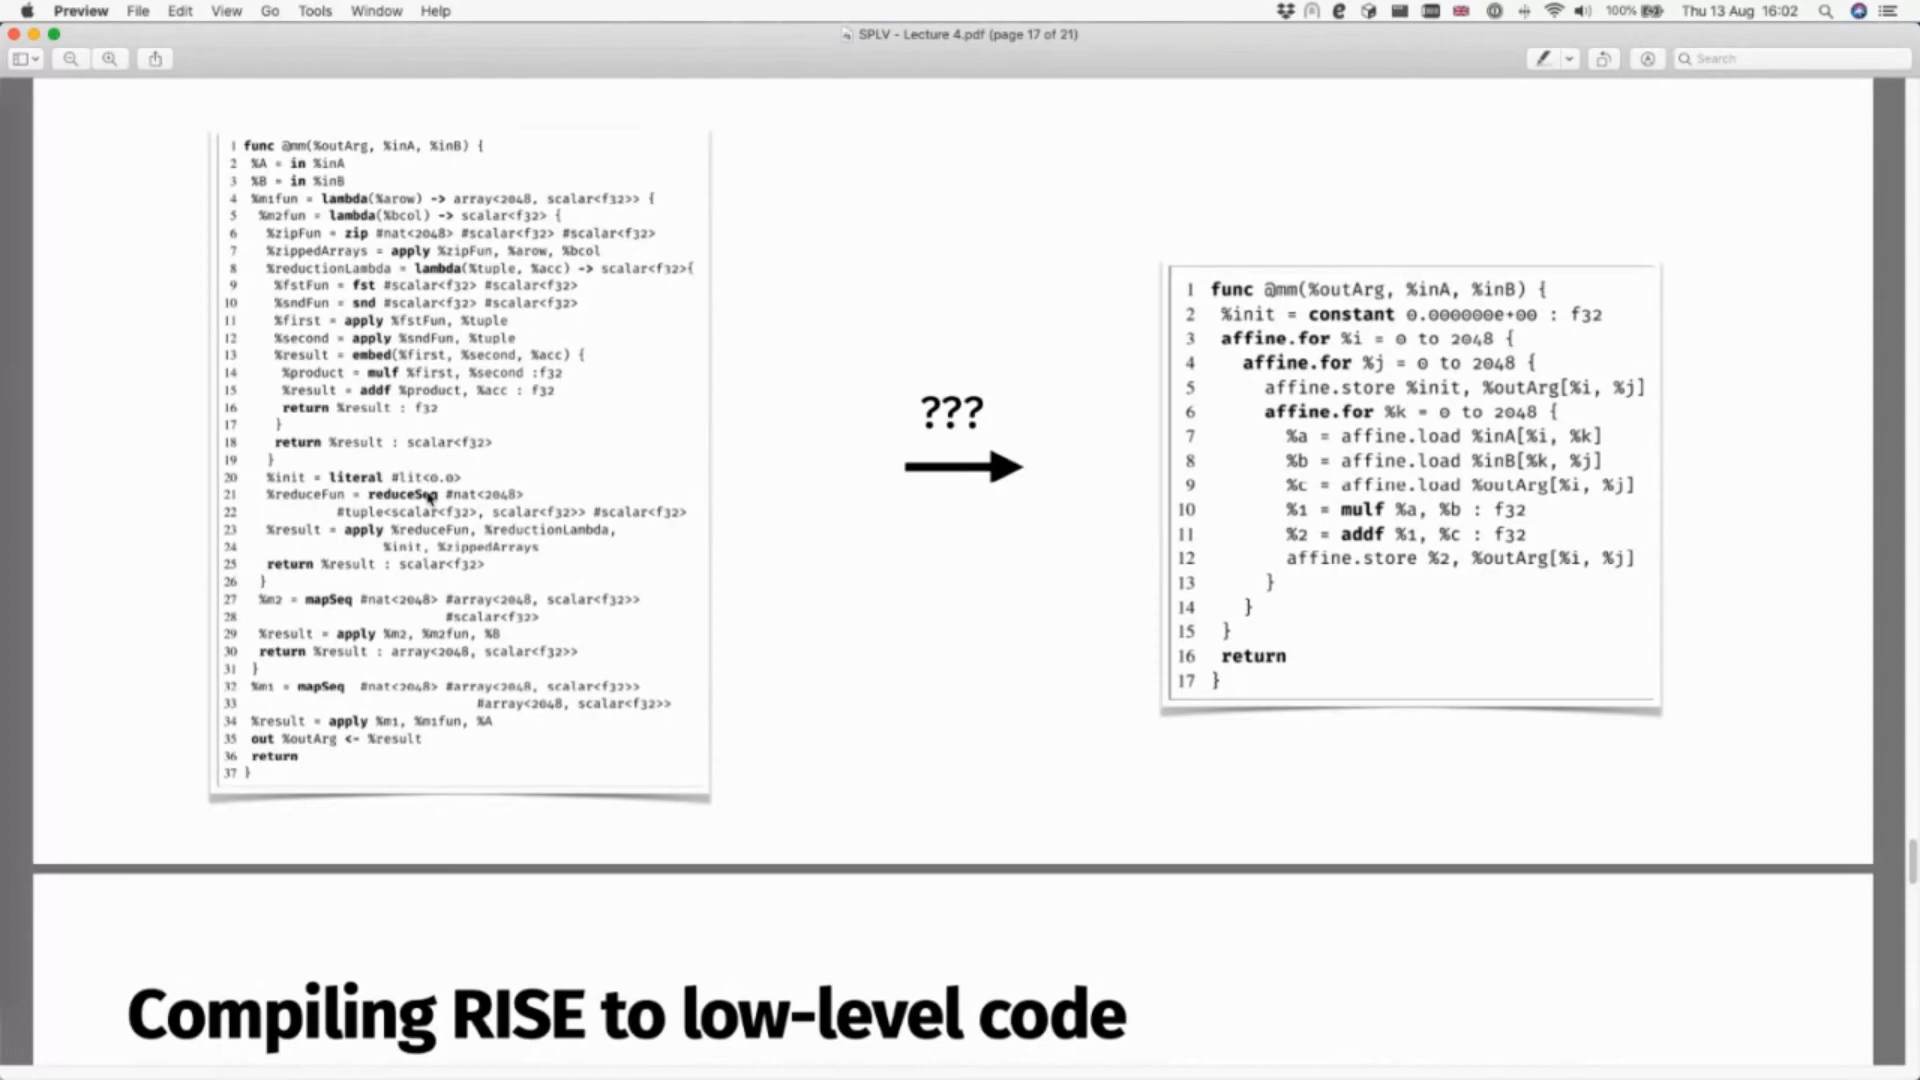 Preview File Edit View Go Tools Window Help 100% Thu 13 Aug 16:02
SPLV - Lecture 4.pdf (page 17 of 21)
Search
1 func @mm(%outArg, %inA, %inB) {
2 %A = in %inA
3 %B = in %inB
4 %m1fun = lambda(%arow) -> array<2048, scalar<f32>> {
5 %m2fun = lambda(%bcol) -> scalar<f32> {
6 %zipFun = zip #nat<2048> #scalar<f32> #scalar<f32>
7 %zippedArrays = apply %zipFun, %arow, %bcol
8 %reductionLambda = lambda(%tuple, %acc) -> scalar<f32>{
9 %fstFun = fst #scalar<f32> #scalar<f32>
10 %sndFun = snd #scalar<f32> #scalar<f32>
11 %first = apply %fstFun, %tuple
12 %second = apply %sndFun, %tuple
13 %result = embed(%first, %second, %acc) {
14 %product = mulf %first, %second :f32
15 %result = addf %product, %acc : f32
16 return %result : f32
17 }
18 return %result : scalar<f32>
19 }
20 %init = literal #lit<0.0>
21 %reduceFun = reduceSeq #nat<2048>
22 #tuple<scalar<f32>, scalar<f32>> #scalar<f32>
23 %result = apply %reduceFun, %reductionLambda,
24 %init, %zippedArrays
25 return %result : scalar<f32>
26 }
27 %m2 = mapSeq #nat<2048> #array<2048, scalar<f32>>
28 #scalar<f32>
29 %result = apply %m2, %m2fun, %B
30 return %result : array<2048, scalar<f32>>
31 }
32 %m1 = mapSeq #nat<2048> #array<2048, scalar<f32>>
33 #array<2048, scalar<f32>>
34 %result = apply %m1, %m1fun, %A
35 out %outArg <- %result
36 return
37 }
???
1 func @mm(%outArg, %inA, %inB) {
2 %init = constant 0.000000e+00 : f32
3 affine.for %i = 0 to 2048 {
4 affine.for %j = 0 to 2048 {
5 affine.store %init, %outArg[%i, %j]
6 affine.for %k = 0 to 2048 {
7 %a = affine.load %inA[%i, %k]
8 %b = affine.load %inB[%k, %j]
9 %c = affine.load %outArg[%i, %j]
10 %1 = mulf %a, %b : f32
11 %2 = addf %1, %c : f32
12 affine.store %2, %outArg[%i, %j]
13 }
14 }
15 }
16 return
17 }
Compiling RISE to low-level code